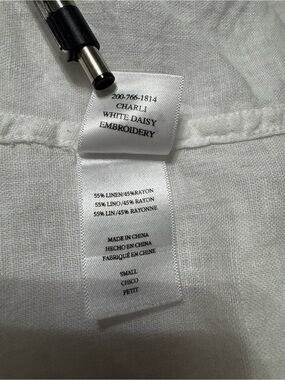 200-766-1814
CHARLI
WHITE DAISY
EMBROIDERY
55% LINEN/45%RAYON
55% LINO/45% RAYON
55% LIN/45% RAYONNE
MADE IN CHINA
HECHO EN CHINA
FABRIQUÉ EN CHINE
SMALL
CHICO
PETIT